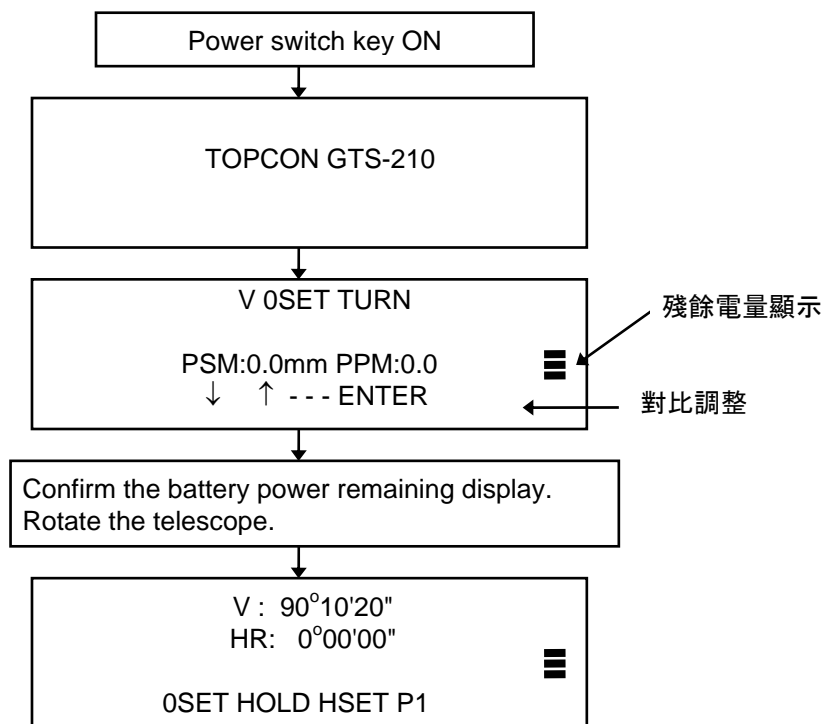 Power switch key ON
TOPCON GTS-210
V 0SET TURN
殘餘電量顯示
PSM:0.0mm PPM:0.0
↓ ↑ - - - ENTER
對比調整
Confirm the battery power remaining display.
Rotate the telescope.
V : 90°10'20"
HR: 0°00'00"
0SET HOLD HSET P1